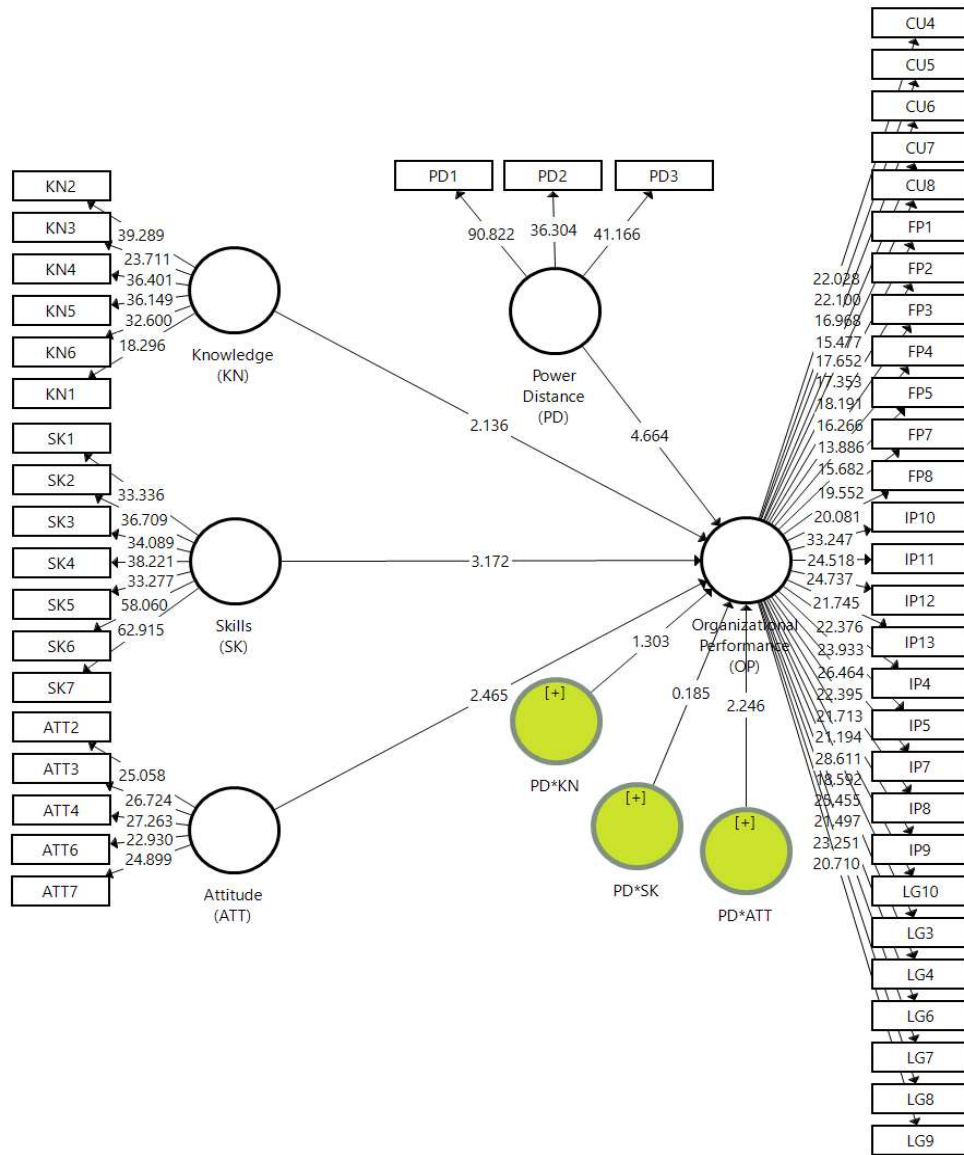 CU4
CU5
CU6
CU7
CU8
FP1
FP2
FP3
FP4
FP5
FP7
FP8
IP10
IP11
IP12
IP13
IP4
IP5
IP7
IP8
IP9
LG10
LG3
LG4
LG6
LG7
LG8
LG9
PD1
PD2
PD3
90.822
36.304
41.166
Power
Distance
(PD)
4.664
KN2
KN3
KN4
KN5
KN6
KN1
39.289
23.711
36.401
36.149
32.600
18.296
Knowledge
(KN)
2.136
SK1
SK2
SK3
SK4
SK5
SK6
SK7
33.336
36.709
34.089
38.221
33.277
58.060
62.915
Skills
(SK)
3.172
ATT2
ATT3
ATT4
ATT6
ATT7
25.058
26.724
27.263
22.930
24.899
Attitude
(ATT)
2.465
Organizational
Performance
(OP)
[+]
PD*KN
1.303
[+]
PD*SK
0.185
[+]
PD*ATT
2.246
22.028
22.100
16.968
15.477
17.652
17.353
18.191
16.266
13.886
15.682
19.552
20.081
33.247
24.518
24.737
21.745
22.376
23.933
26.464
22.395
21.713
21.194
28.611
18.592
25.455
21.497
23.251
20.710